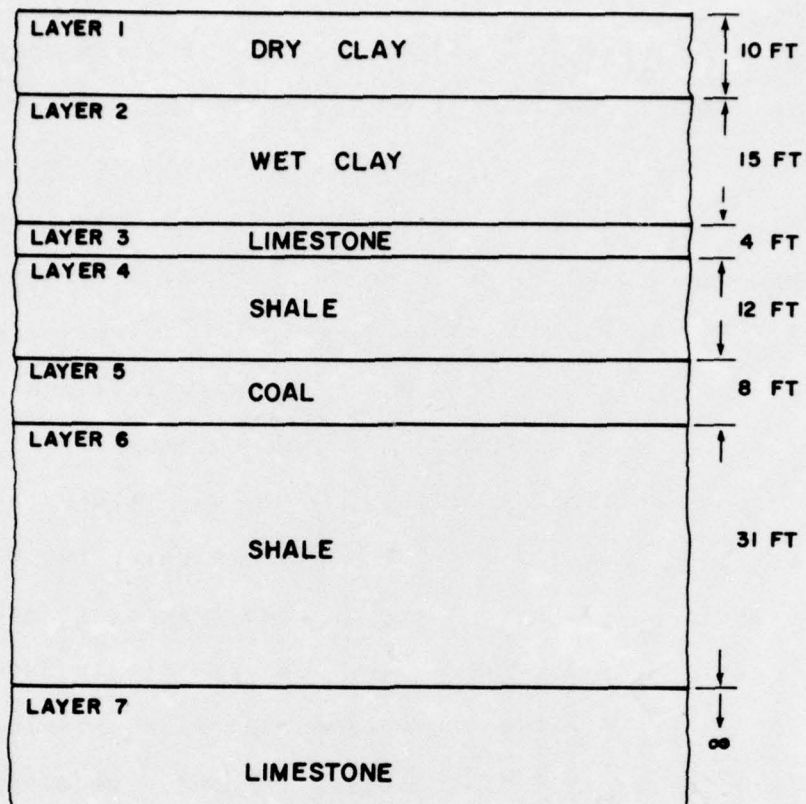 LAYER 1
DRY CLAY
10 FT
LAYER 2
WET CLAY
15 FT
LAYER 3
LIMESTONE
4 FT
LAYER 4
SHALE
12 FT
LAYER 5
COAL
8 FT
LAYER 6
SHALE
31 FT
LAYER 7
∞
LIMESTONE